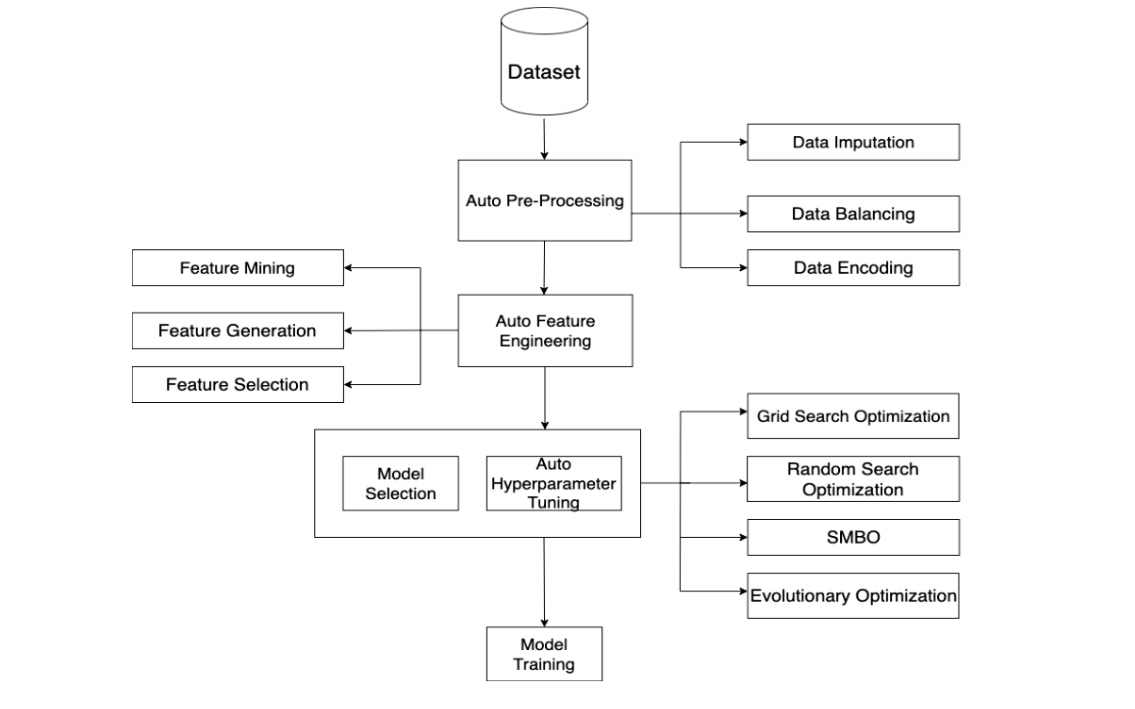 Dataset
Data Imputation
Auto Pre-Processing
Data Balancing
Data Encoding
Feature Mining
Auto Feature
Engineering
Feature Generation
Feature Selection
Grid Search Optimization
Model
Selection
Auto
Hyperparameter
Tuning
Random Search
Optimization
SMBO
Evolutionary Optimization
Model
Training